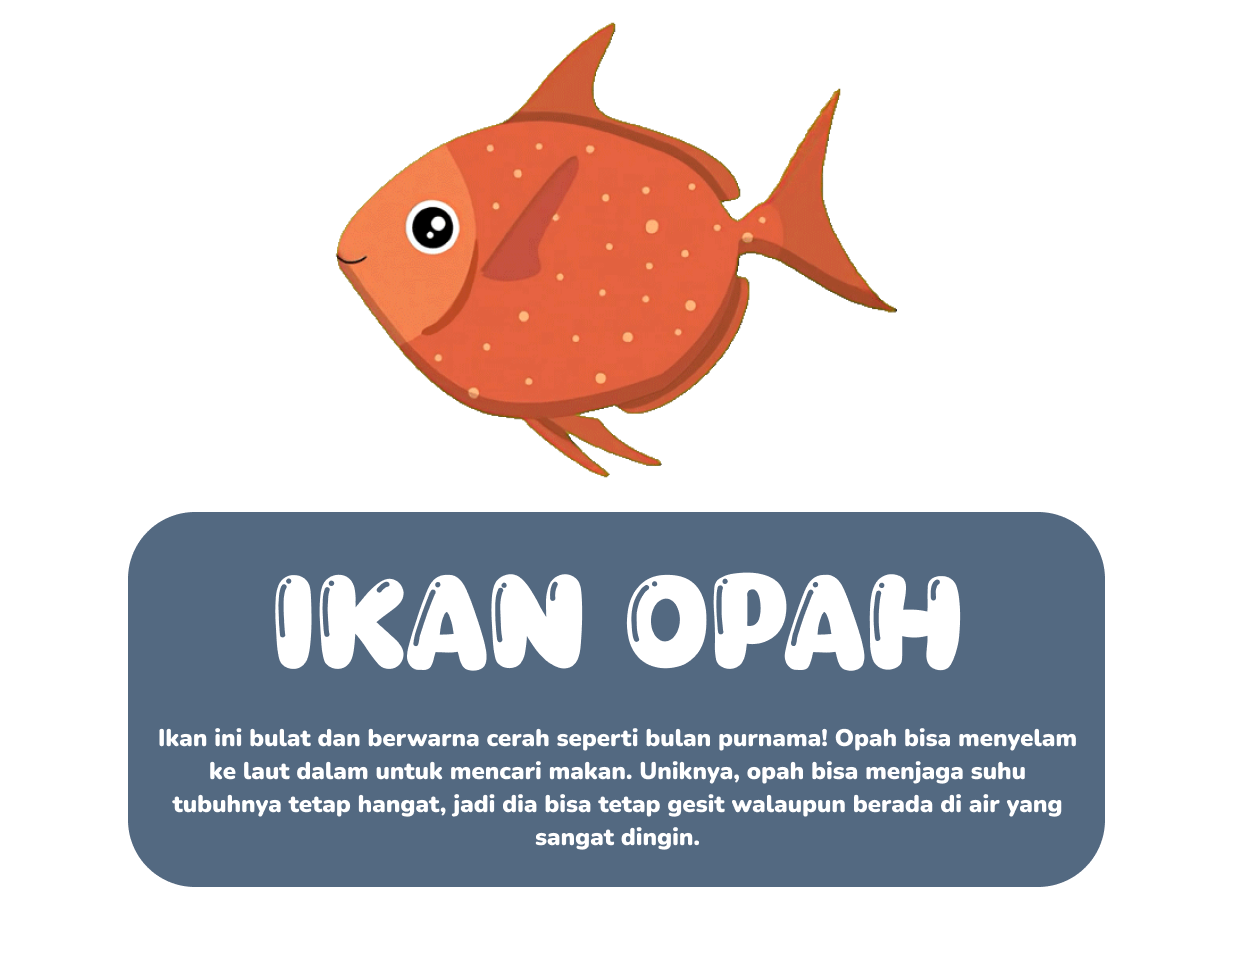 IKAN OPAH
Ikan ini bulat dan berwarna cerah seperti bulan purnama! Opah bisa menyelam
ke laut dalam untuk mencari makan. Uniknya, opah bisa menjaga suhu
tubuhnya tetap hangat, jadi dia bisa tetap gesit walaupun berada di air yang
sangat dingin.